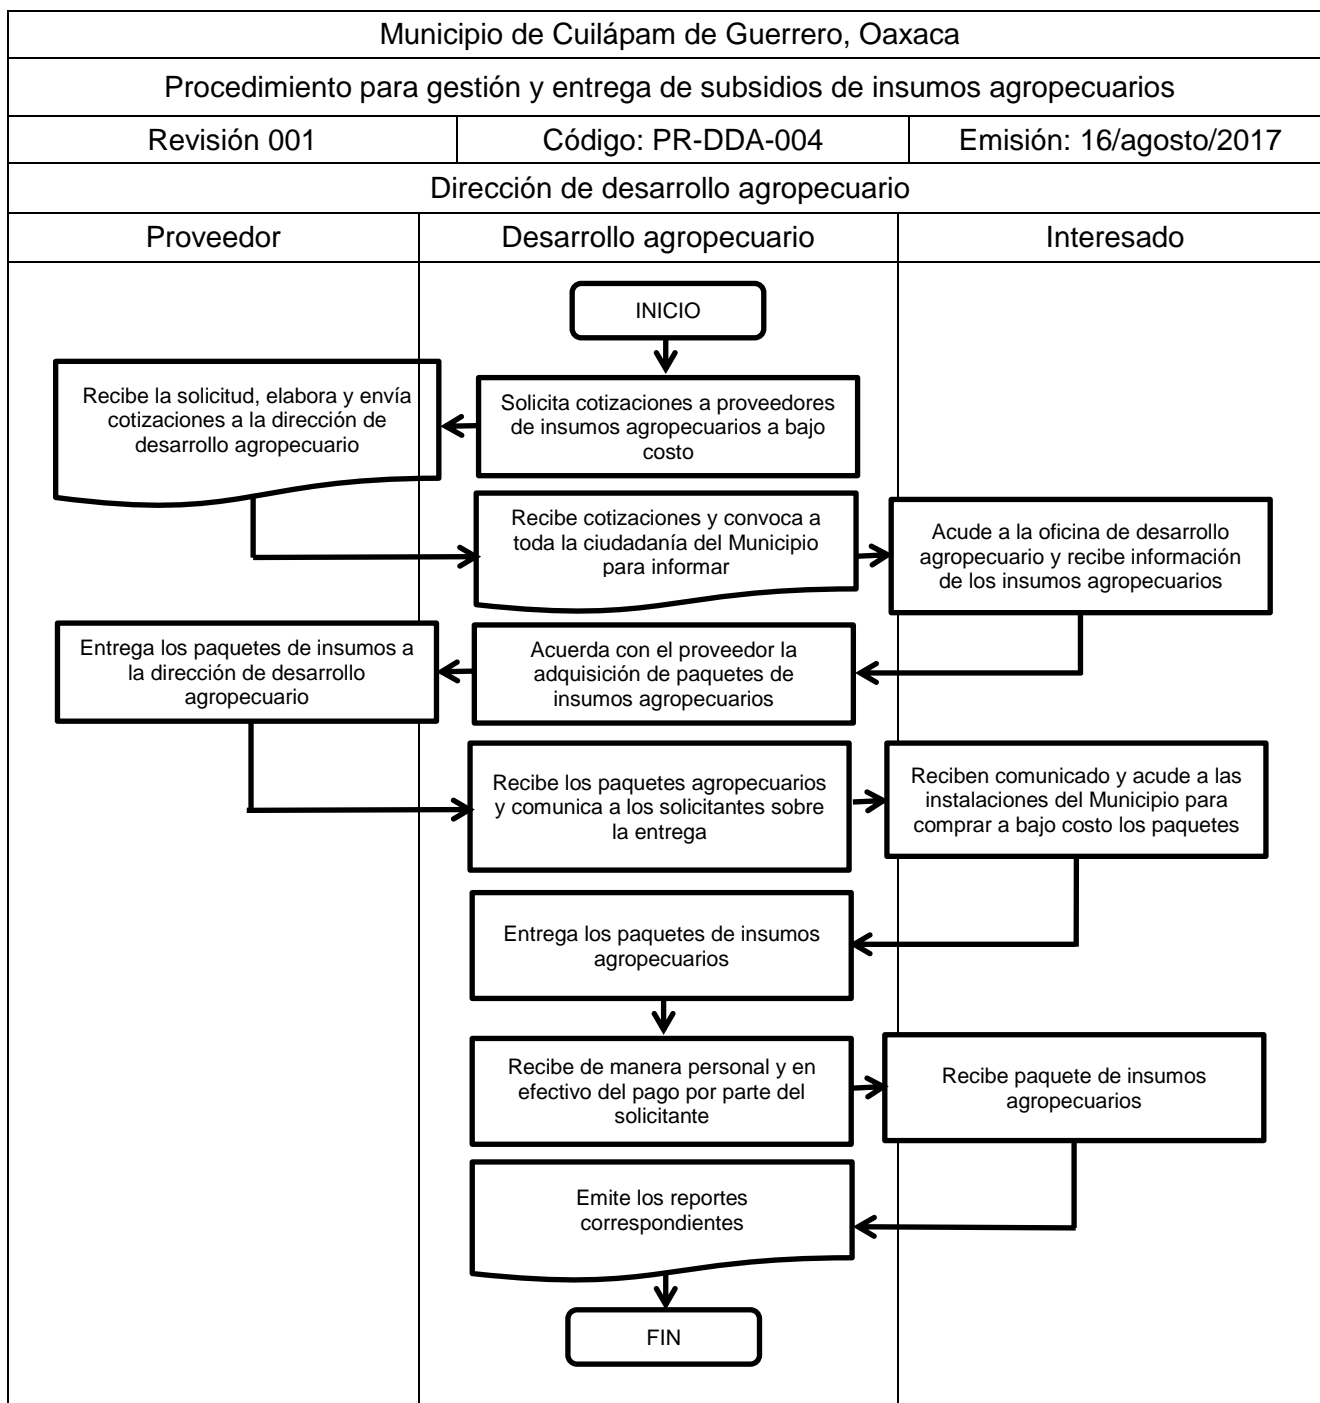 Municipio de Cuilápam de Guerrero, Oaxaca
Procedimiento para gestión y entrega de subsidios de insumos agropecuarios
Revisión 001
Código: PR-DDA-004
Emisión: 16/agosto/2017
Dirección de desarrollo agropecuario
Proveedor
Desarrollo agropecuario
Interesado
INICIO
Solicita cotizaciones a proveedores
de insumos agropecuarios a bajo
costo
Recibe la solicitud, elabora y envía
cotizaciones a la dirección de
desarrollo agropecuario
Recibe cotizaciones y convoca a
toda la ciudadanía del Municipio
para informar
Acude a la oficina de desarrollo
agropecuario y recibe información
de los insumos agropecuarios
Acuerda con el proveedor la
adquisición de paquetes de
insumos agropecuarios
Entrega los paquetes de insumos a
la dirección de desarrollo
agropecuario
Recibe los paquetes agropecuarios
y comunica a los solicitantes sobre
la entrega
Reciben comunicado y acude a las
instalaciones del Municipio para
comprar a bajo costo los paquetes
Entrega los paquetes de insumos
agropecuarios
Recibe de manera personal y en
efectivo del pago por parte del
solicitante
Recibe paquete de insumos
agropecuarios
Emite los reportes
correspondientes
FIN